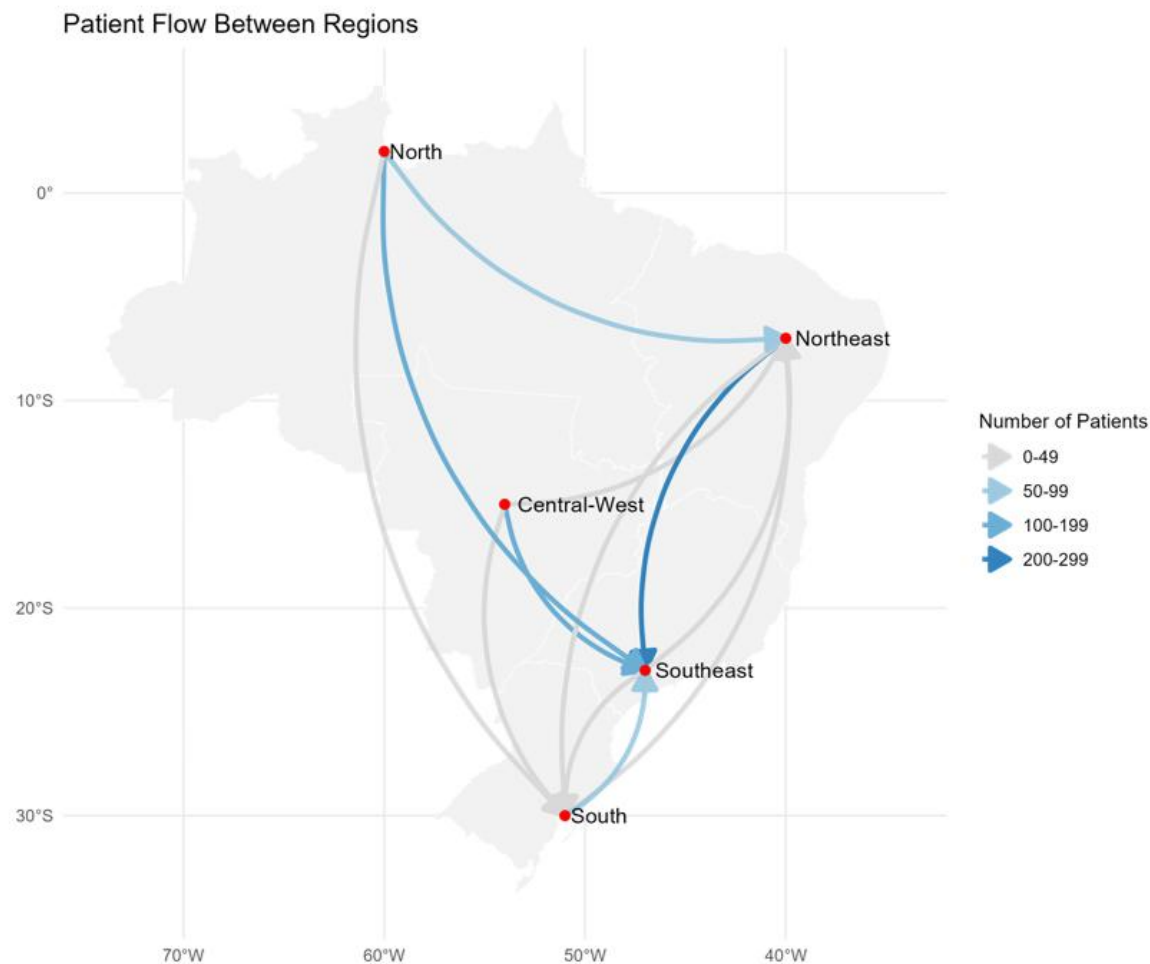 Patient Flow Between Regions
North
0°
Northeast
10°S
Number of Patients
0-49
50-99
100-199
200-299
Central-West
20°S
Southeast
30°S
South
70°W
60°W
50°W
40°W